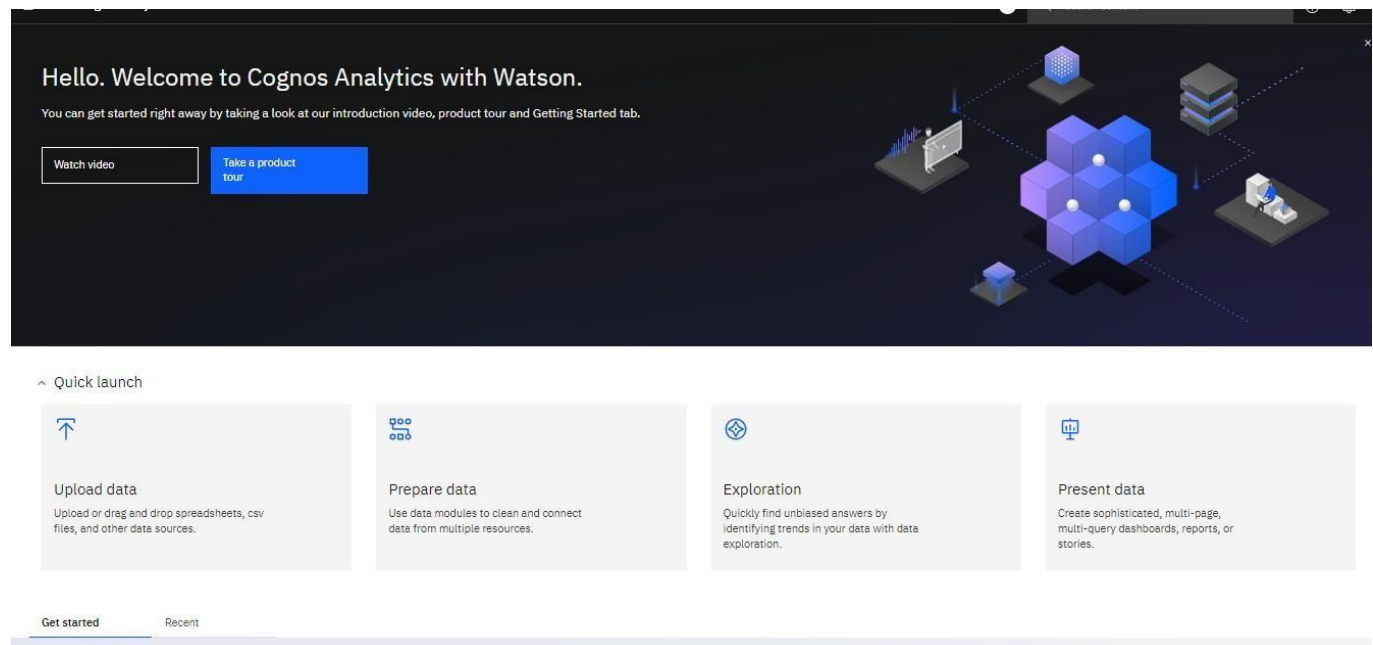 Hello. Welcome to Cognos Analytics with Watson.
You can get started right away by taking a look at our introduction video, product tour and Getting Started tab.
Watch video
Take a product
tour
Quick launch
Upload data
Upload or drag and drop spreadsheets, csv
files, and other data sources.
Prepare data
Use data modules to clean and connect
data from multiple resources.
Exploration
Quickly find unbiased answers by
identifying trends in your data with data
exploration.
Present data
Create sophisticated, multi-page,
multi-query dashboards, reports, or
stories.
Get started
Recent